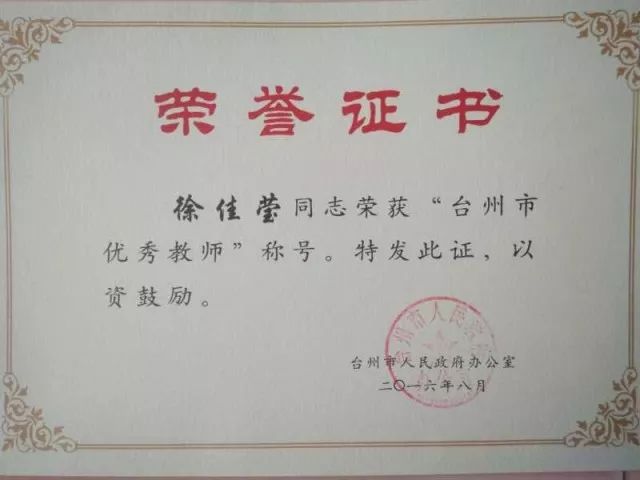 荣誉证书
徐佳莹同志荣获“台州市
优秀教师”称号。特发此证，以
资鼓励。
台州市人民政府办公室
二〇一六年八月